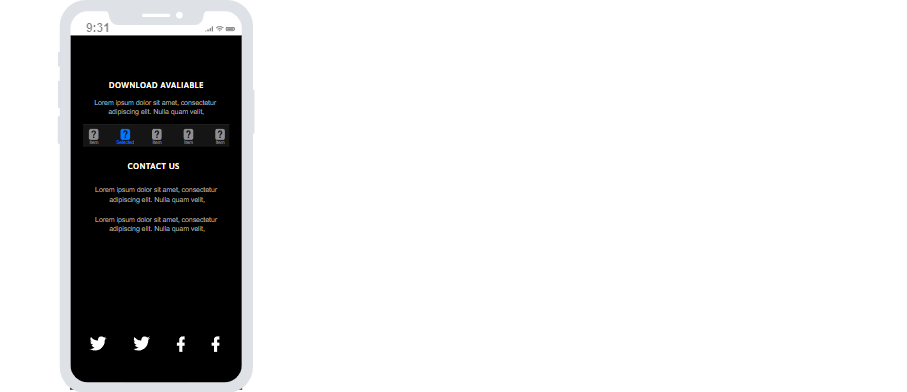 9:31
DOWNLOAD AVALIABLE
Lorem ipsum dolor sit amet, consectetur
adipiscing elit. Nulla quam velit,
Item Selected Item Item Item
CONTACT US
Lorem ipsum dolor sit amet, consectetur
adipiscing elit. Nulla quam velit,
Lorem ipsum dolor sit amet, consectetur
adipiscing elit. Nulla quam velit,